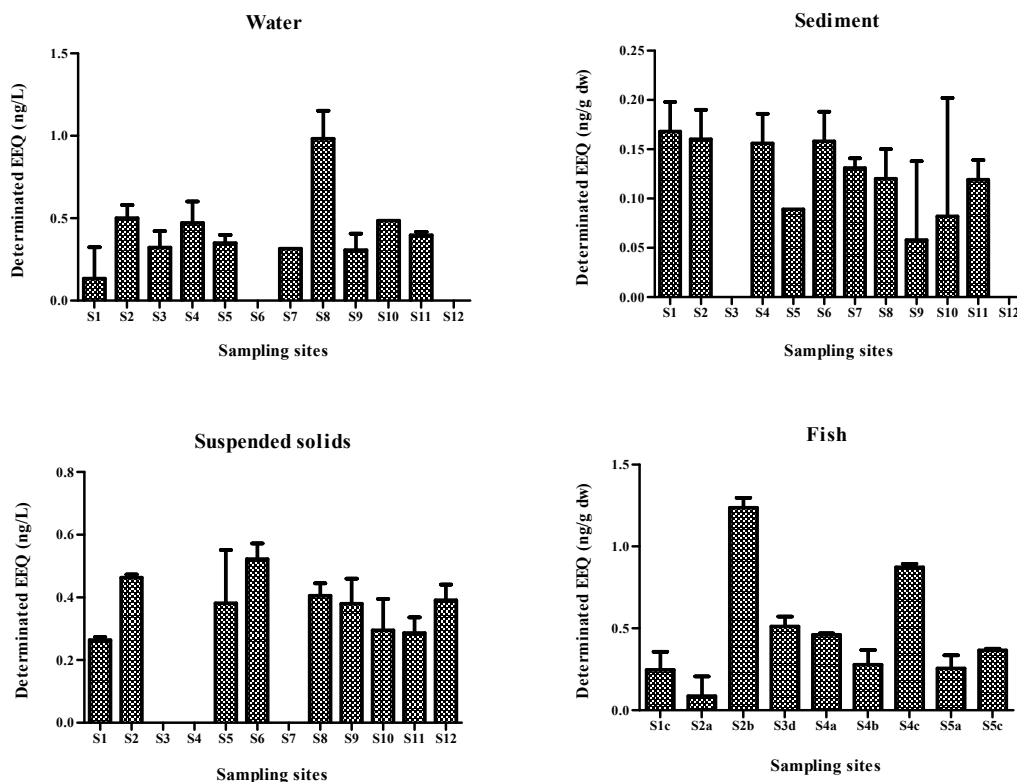 Water
Determinated EEQ (ng/L)
1.5
1.0
0.5
0.0
S1 S2 S3 S4 S5 S6 S7 S8 S9 S10 S11 S12
Sampling sites
Sediment
Determinated EEQ (ng/g dw)
0.25
0.20
0.15
0.10
0.05
0.00
S1 S2 S3 S4 S5 S6 S7 S8 S9 S10 S11 S12
Sampling sites
Suspended solids
Determinated EEQ (ng/L)
0.8
0.6
0.4
0.2
0.0
S1 S2 S3 S4 S5 S6 S7 S8 S9 S10 S11 S12
Sampling sites
Fish
Determinated EEQ (ng/g dw)
1.5
1.0
0.5
0.0
S1c S2a S2b S3d S4a S4b S4c S5a S5c
Sampling sites